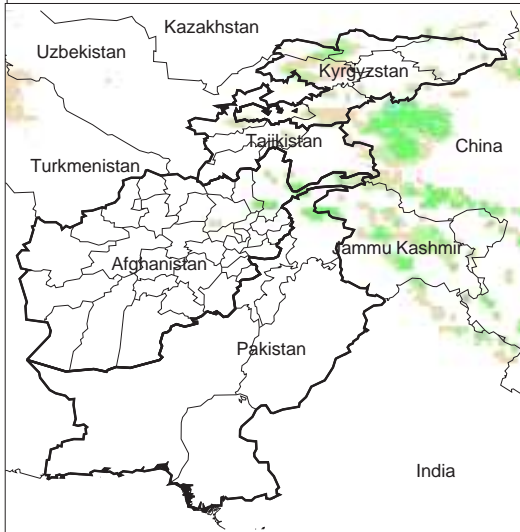 Kazakhstan
Uzbekistan
Kyrgyzstan
Tajikistan
China
Turkmenistan
Jammu Kashmir
Afghanistan
Pakistan
India